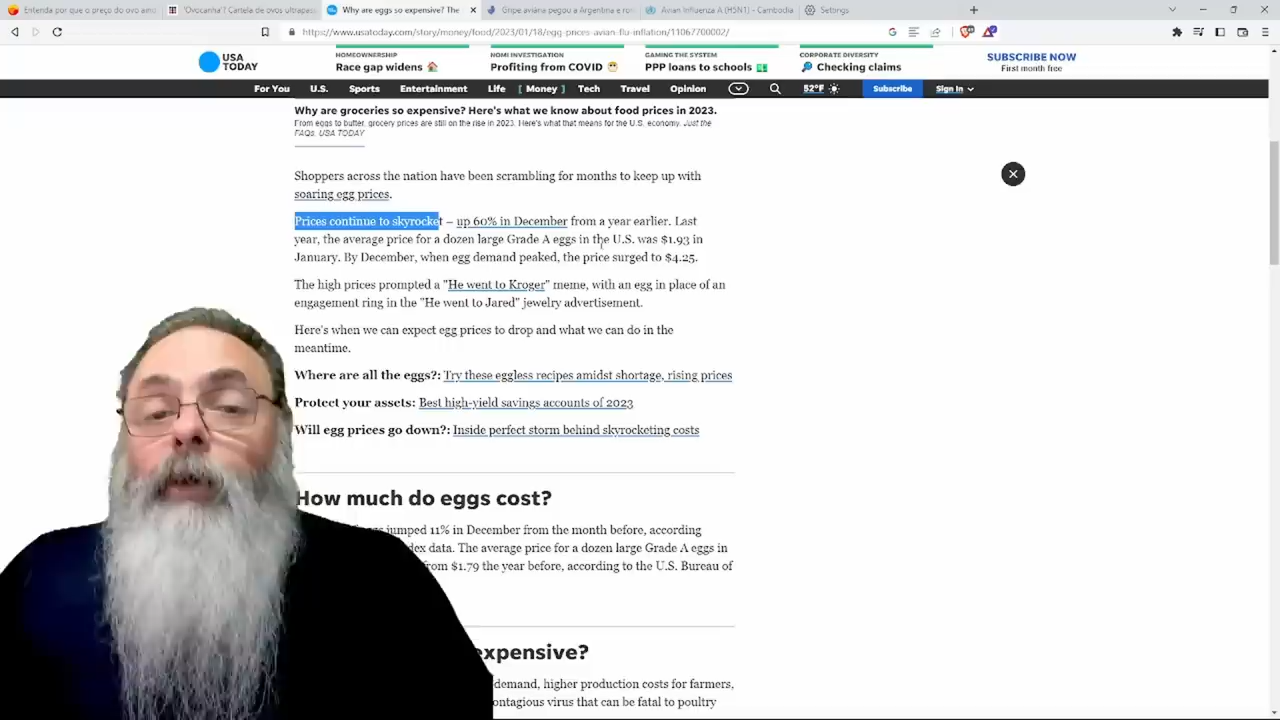 Entenda por que o preço do ovo aum
"Ovocanha"! Cartela de ovos ultrapas
Why are eggs so expensive? The
Gripe aviária pegou a Argentina e ron
Avian Influenza A (H5N1) - Cambodia
Settings
https://www.usatoday.com/story/money/food/2023/01/18/egg-prices-avian-flu-inflation/11067700002/
USA TODAY
HOMEOWNERSHIP
Race gap widens
NCMI INVESTIGATION
Profiting from COVID
GAMING THE SYSTEM
PPP loans to schools
CORPORATE DIVERSITY
Checking claims
SUBSCRIBE NOW
First month free
For You U.S. Sports Entertainment Life [ Money ] Tech Travel Opinion 52°F Subscribe Sign In
Why are groceries so expensive? Here's what we know about food prices in 2023.
From eggs to butter, grocery prices are still on the rise in 2023. Here's what that means for the U.S. economy. Just the
FAQs, USA TODAY
Shoppers across the nation have been scrambling for months to keep up with
soaring egg prices.
Prices continue to skyrocket – up 60% in December from a year earlier. Last
year, the average price for a dozen large Grade A eggs in the U.S. was $1.93 in
January. By December, when egg demand peaked, the price surged to $4.25.
The high prices prompted a "He went to Kroger" meme, with an egg in place of an
engagement ring in the "He went to Jared" jewelry advertisement.
Here's when we can expect egg prices to drop and what we can do in the
meantime.
Where are all the eggs?: Try these eggless recipes amidst shortage, rising prices
Protect your assets: Best high-yield savings accounts of 2023
Will egg prices go down?: Inside perfect storm behind skyrocketing costs
How much do eggs cost?
jumped 11% in December from the month before, according
dex data. The average price for a dozen large Grade A eggs in
from $1.79 the year before, according to the U.S. Bureau of
expensive?
demand, higher production costs for farmers,
ontagious virus that can be fatal to poultry